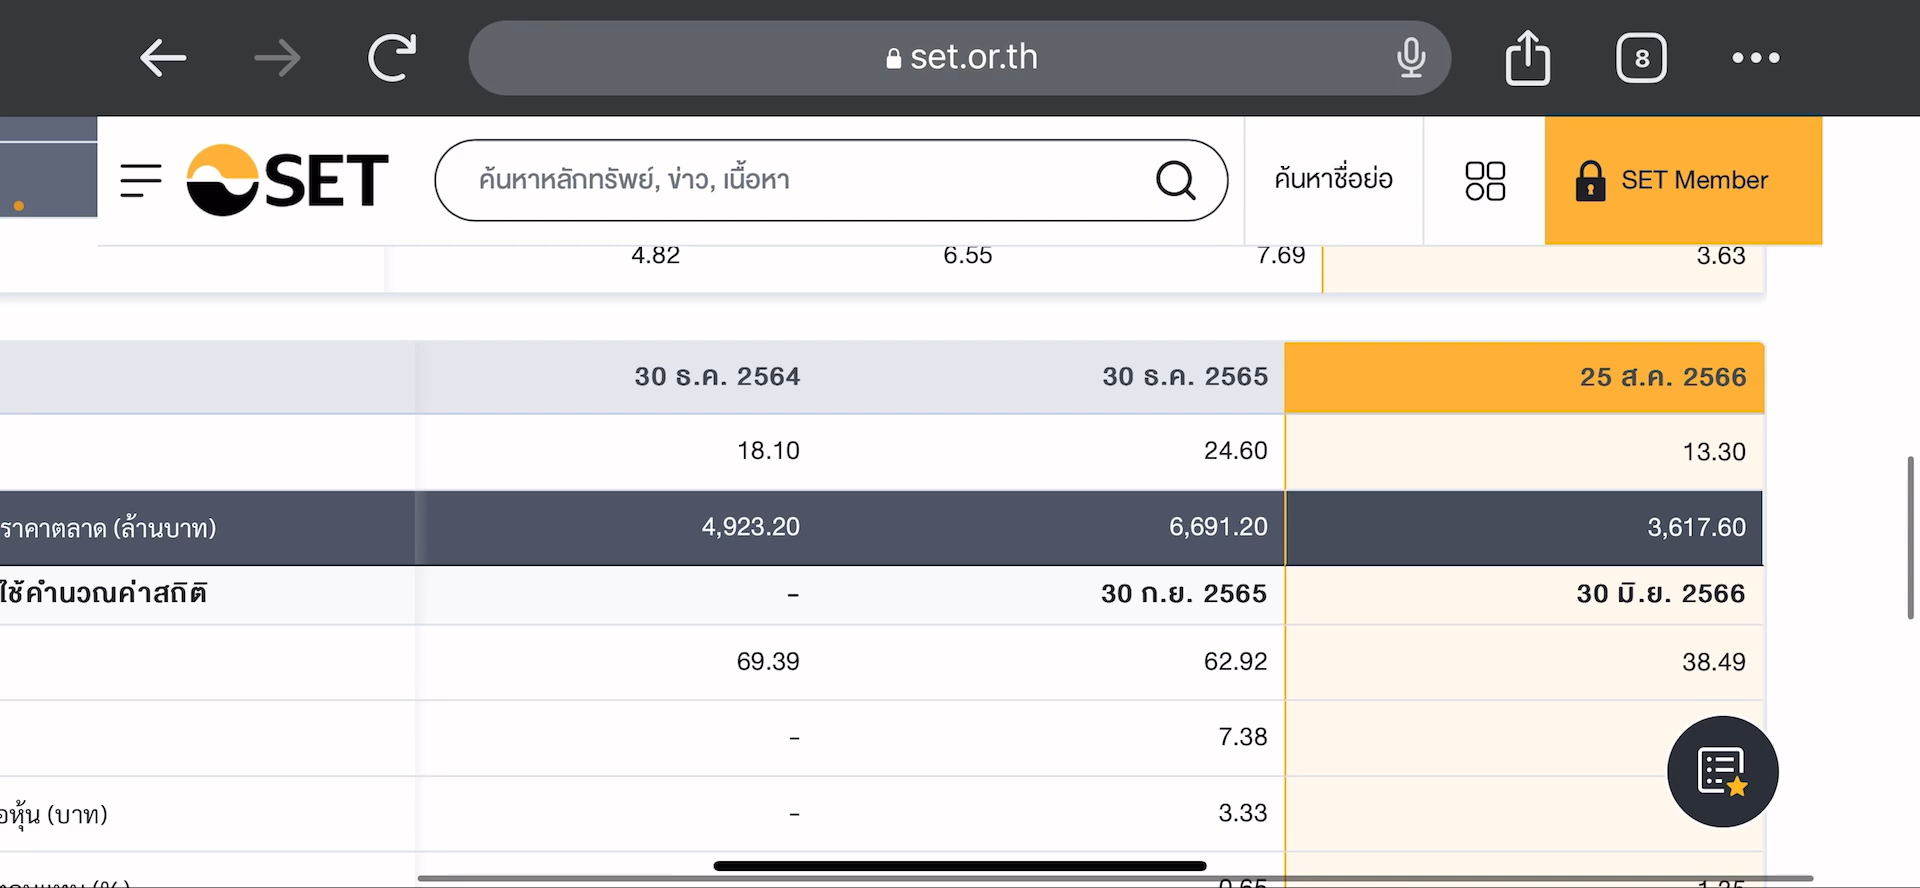 set.or.th
8
SET
ค้นหาหลักทรัพย์, ข่าว, เนื้อหา
ค้นหาชื่อย่อ
SET Member
4.82 6.55 7.69 3.63
30 ธ.ค. 2564 30 ธ.ค. 2565 25 ส.ค. 2566
18.10 24.60 13.30
ราคาตลาด (ล้านบาท) 4,923.20 6,691.20 3,617.60
ใช้คำนวณค่าสถิติ - 30 ก.ย. 2565 30 มิ.ย. 2566
69.39 62.92 38.49
- 7.38
อหุ้น (บาท) - 3.33